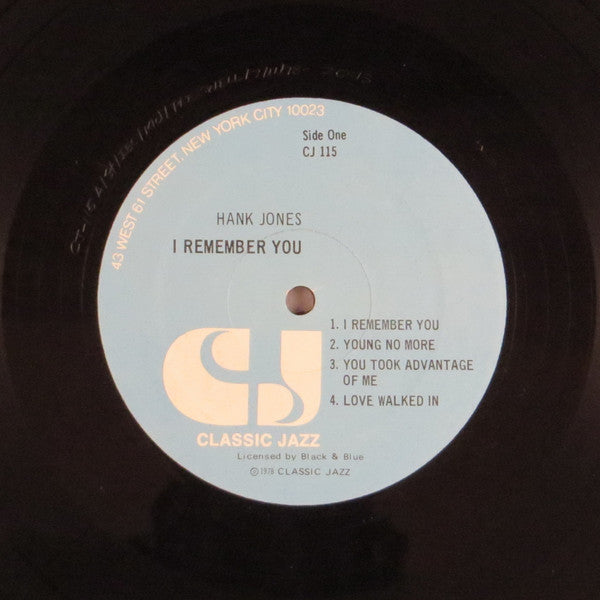 43 WEST 61 STREET, NEW YORK CITY 10023
Side One
CJ 115
HANK JONES
I REMEMBER YOU
1. I REMEMBER YOU
2. YOUNG NO MORE
3. YOU TOOK ADVANTAGE
OF ME
4. LOVE WALKED IN
CJ
CLASSIC JAZZ
Licensed by Black & Blue
℗1978 CLASSIC JAZZ